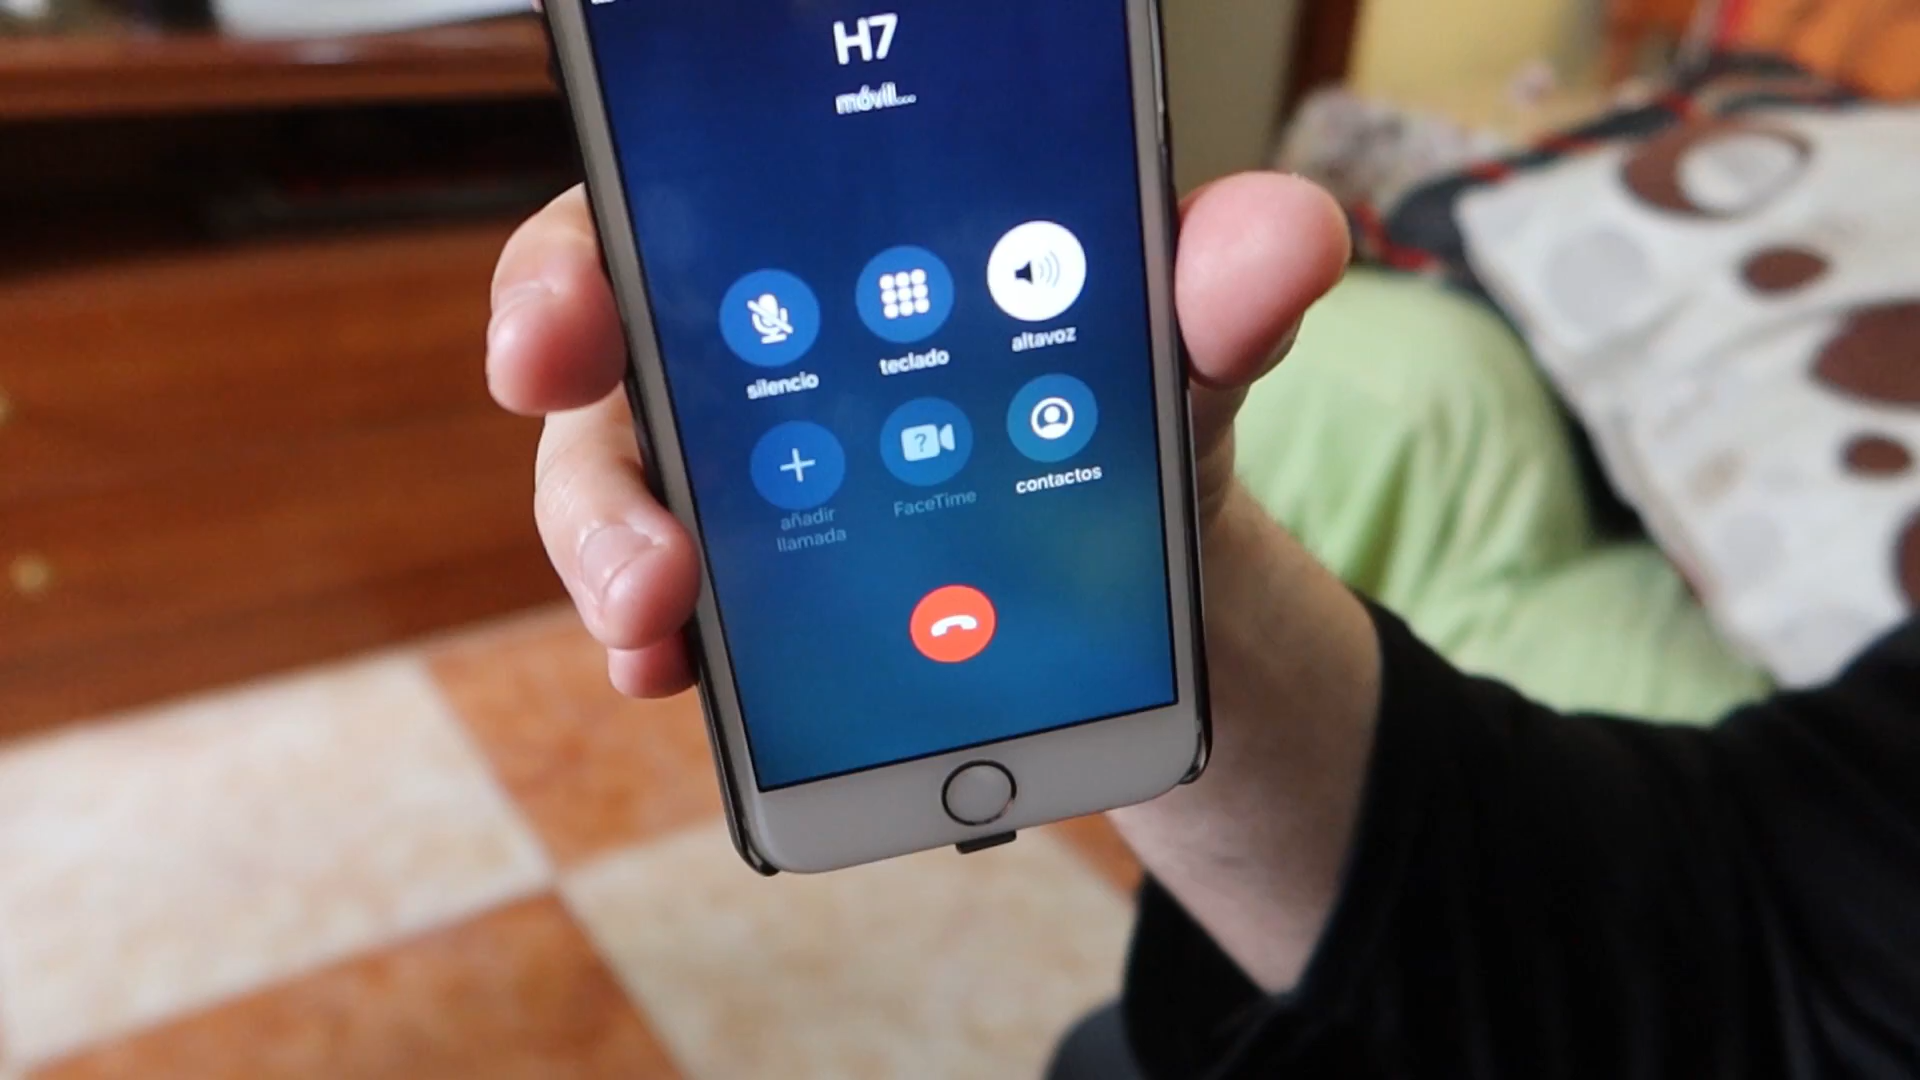 H7
móvil...
silencio
teclado
altavoz
añadir
llamada
?
FaceTime
contactos